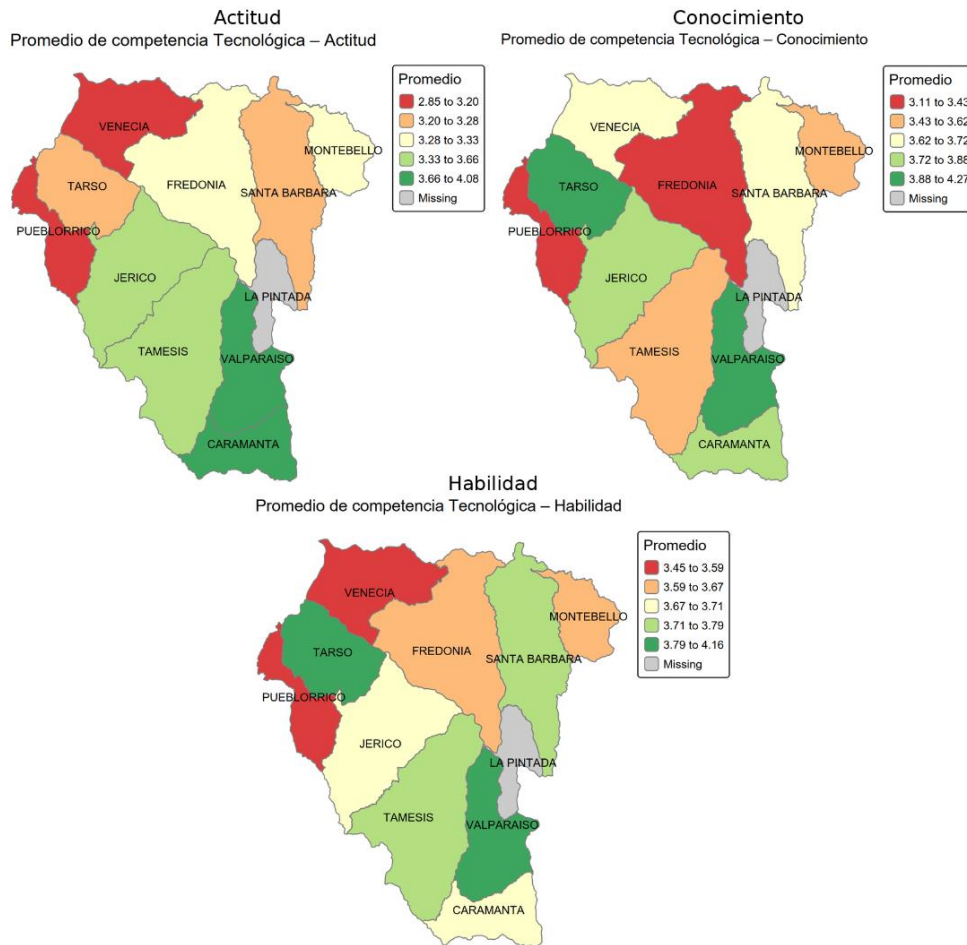 Actitud
Promedio de competencia Tecnológica – Actitud
Promedio
2.85 to 3.20
3.20 to 3.28
3.28 to 3.33
3.33 to 3.66
3.66 to 4.08
Missing
VENECIA
MONTEBELLO
TARSO
FREDONIA
SANTA BARBARA
PUEBLORRICO
JERICO
LA PINTADA
TAMESIS
VALPARAISO
CARAMANTA
Conocimiento
Promedio de competencia Tecnológica – Conocimiento
Promedio
3.11 to 3.43
3.43 to 3.62
3.62 to 3.72
3.72 to 3.88
3.88 to 4.27
Missing
VENECIA
MONTEBELLO
TARSO
FREDONIA
SANTA BARBARA
PUEBLORRICO
JERICO
LA PINTADA
TAMESIS
VALPARAISO
CARAMANTA
Habilidad
Promedio de competencia Tecnológica – Habilidad
Promedio
3.45 to 3.59
3.59 to 3.67
3.67 to 3.71
3.71 to 3.79
3.79 to 4.16
Missing
VENECIA
MONTEBELLO
TARSO
FREDONIA
SANTA BARBARA
PUEBLORRICO
JERICO
LA PINTADA
TAMESIS
VALPARAISO
CARAMANTA